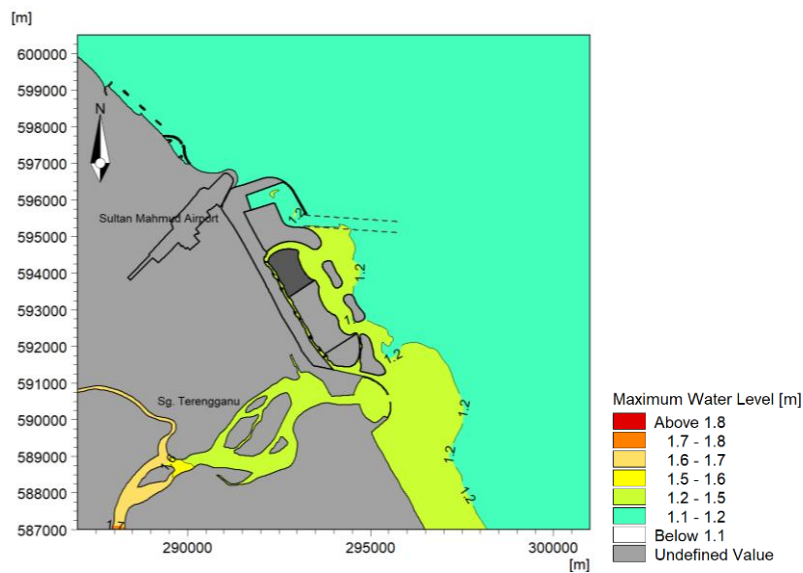 [m]
600000
599000
598000
597000
596000
595000
594000
593000
592000
591000
590000
589000
588000
587000
N
Sultan Mahmud Airport
1.2
1.2
1.2
1.2
1.2
1.2
Sg. Terengganu
1.7
290000
295000
300000
[m]
Maximum Water Level [m]
Above 1.8
1.7 - 1.8
1.6 - 1.7
1.5 - 1.6
1.2 - 1.5
1.1 - 1.2
Below 1.1
Undefined Value